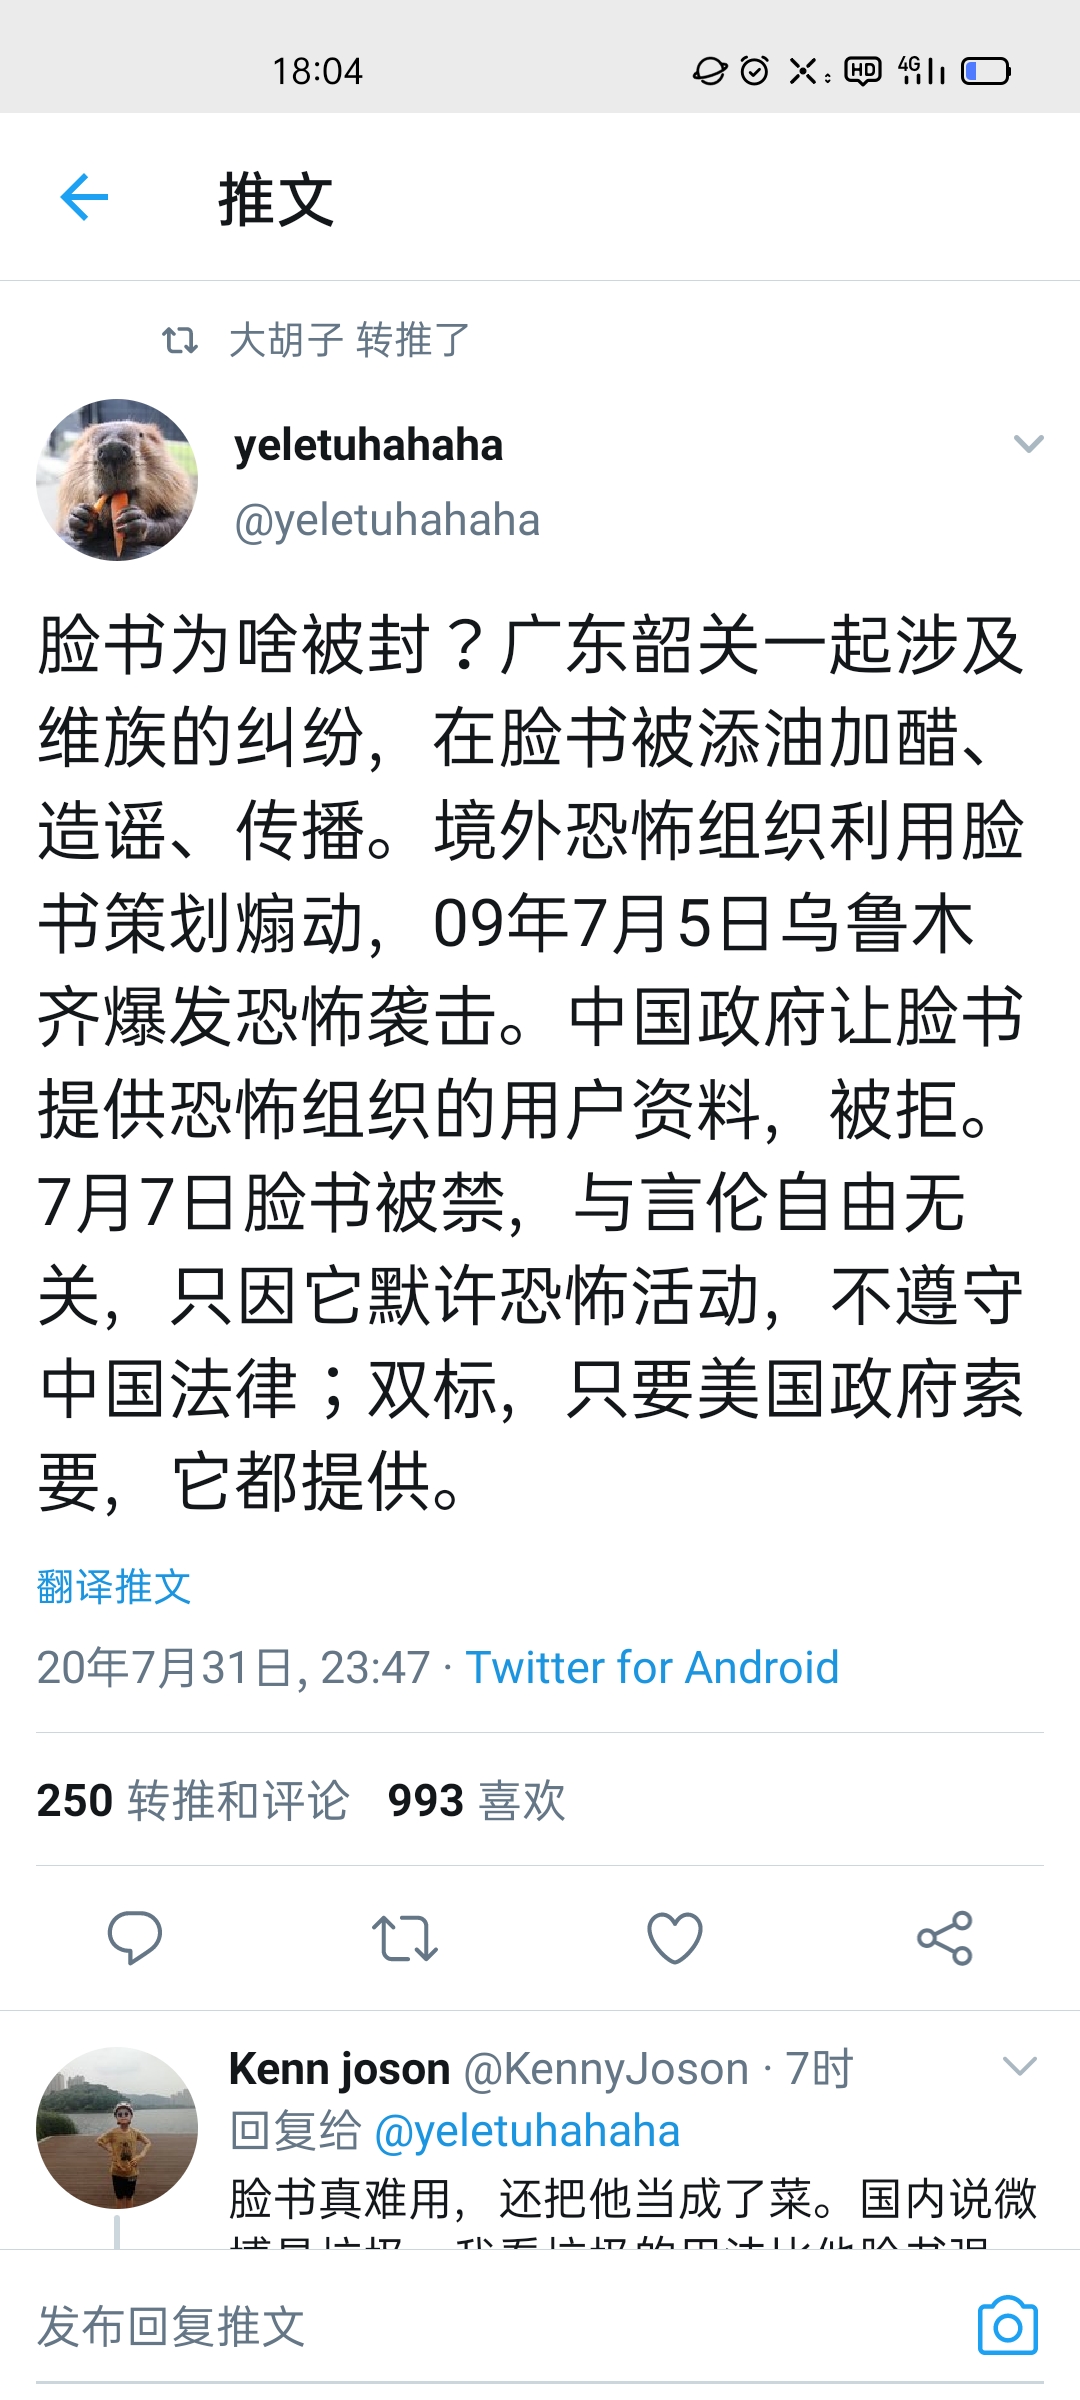 18:04
HD 4G
推文
大胡子 转推了
yeletuhahaha
@yeletuhahaha
脸书为啥被封？广东韶关一起涉及
维族的纠纷，在脸书被添油加醋、
造谣、传播。境外恐怖组织利用脸
书策划煽动，09年7月5日乌鲁木
齐爆发恐怖袭击。中国政府让脸书
提供恐怖组织的用户资料，被拒。
7月7日脸书被禁，与言伦自由无
关，只因它默许恐怖活动，不遵守
中国法律；双标，只要美国政府索
要，它都提供。
翻译推文
20年7月31日, 23:47 · Twitter for Android
250 转推和评论 993 喜欢
Kenn joson @KennyJoson · 7时
回复给 @yeletuhahaha
脸书真难用，还把他当成了菜。国内说微
发布回复推文